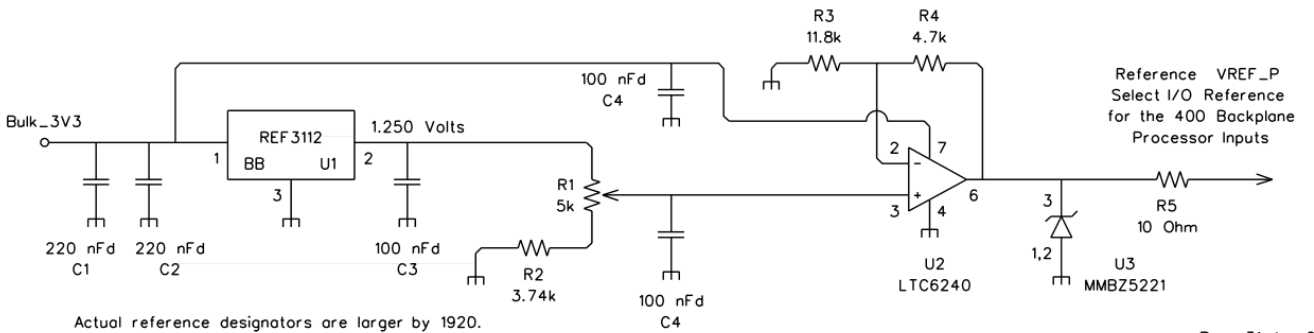 R3
11.8k
R4
4.7k
100 nFd
C4
Reference VREF_P
Select I/O Reference
for the 400 Backplane
Processor Inputs
Bulk_3V3
REF3112
1.250 Volts
1
BB
U1
2
3
2
7
R1
5k
3
4
6
R5
10 Ohm
3
1,2
220 nFd
C1
220 nFd
C2
100 nFd
C3
R2
3.74k
100 nFd
C4
U2
LTC6240
U3
MMBZ5221
Actual reference designators are larger by 1920.